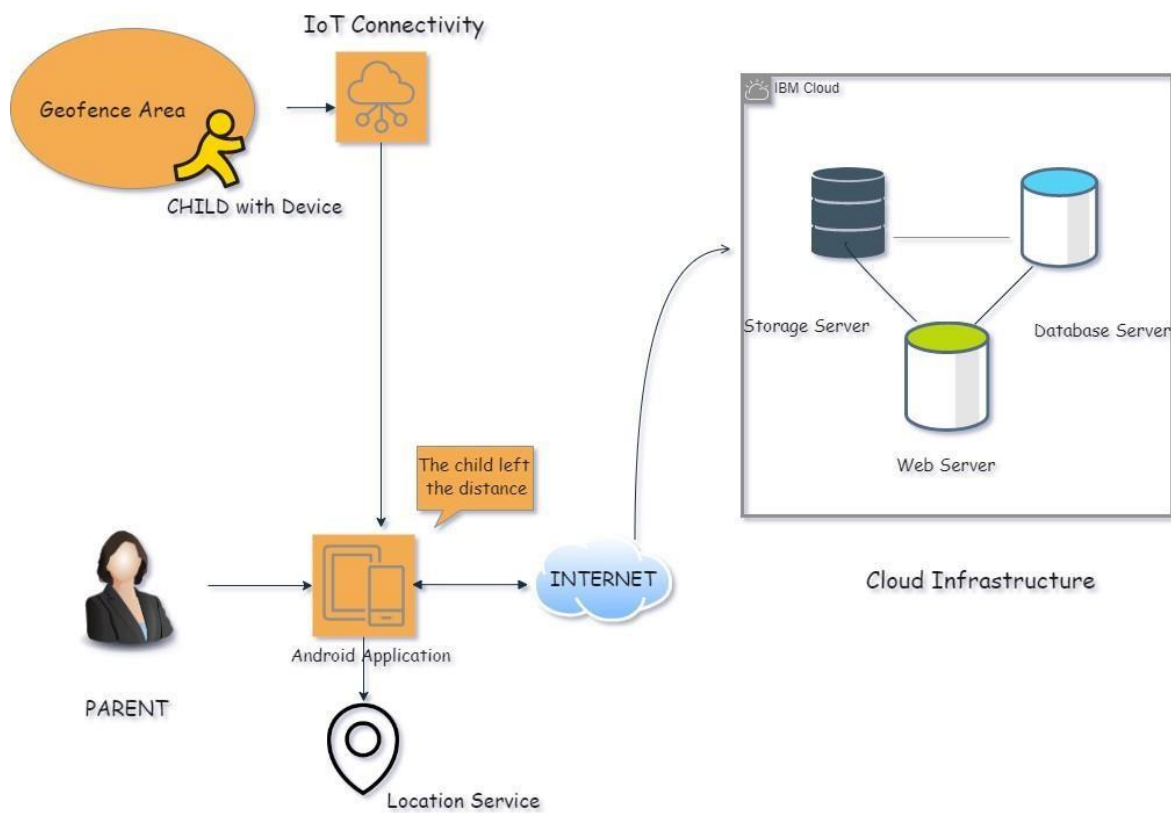 IoT Connectivity
Geofence Area
CHILD with Device
IBM Cloud
Storage Server
Database Server
Web Server
The child left
the distance
INTERNET
Cloud Infrastructure
Android Application
PARENT
Location Service